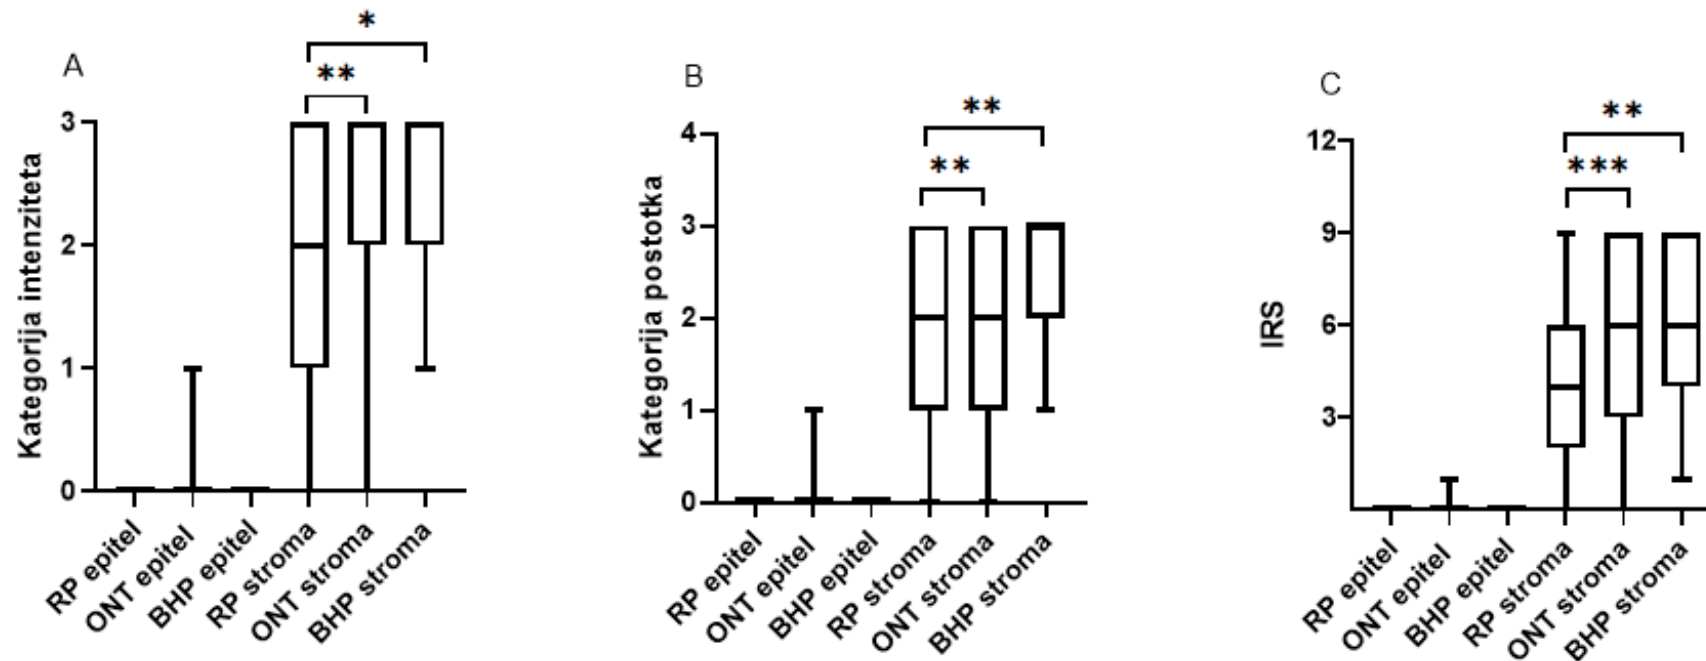 A
*
**
Kategorija intenziteta
3
2
1
0
RP epitel
ONT epitel
BHP epitel
RP stroma
ONT stroma
BHP stroma
B
**
**
Kategorija postotka
4
3
2
1
0
RP epitel
ONT epitel
BHP epitel
RP stroma
ONT stroma
BHP stroma
C
**
***
IRS
12
9
6
3
RP epitel
ONT epitel
BHP epitel
RP stroma
ONT stroma
BHP stroma